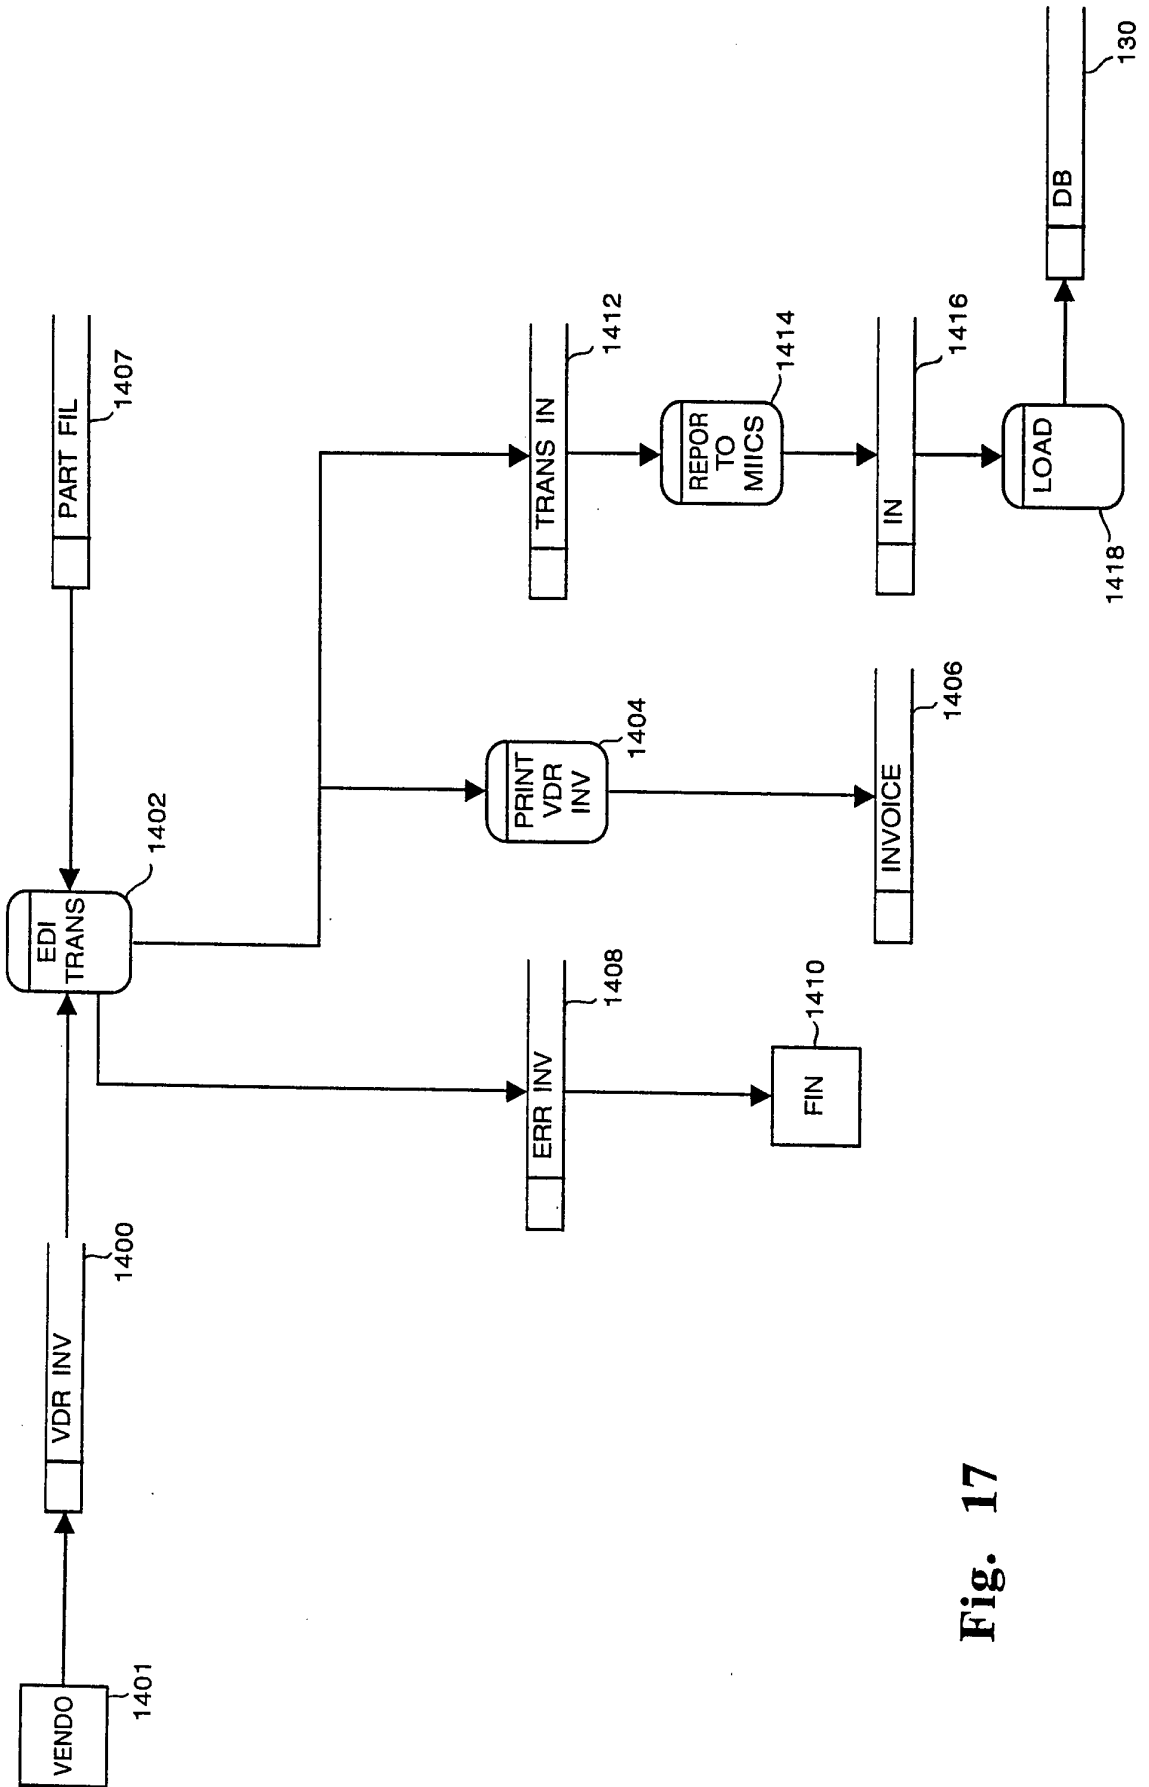 VENDO
1401
VDR INV
1400
EDI
TRANS
1402
PART FIL
1407
ERR INV
1408
FIN
1410
PRINT
VDR
INV
1404
INVOICE
1406
TRANS IN
1412
REPOR
TO
MIICS
1414
IN
1416
LOAD
1418
DB
130
Fig. 17